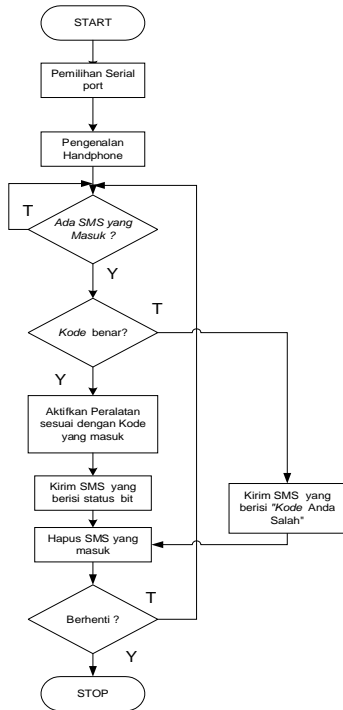 START
Pemilihan Serial
port
Pengenalan
Handphone
T
Ada SMS yang
Masuk ?
Y
Kode benar?
T
Y
Aktifkan Peralatan
sesuai dengan Kode
yang masuk
Kirim SMS yang
berisi status bit
Kirim SMS yang
berisi "Kode Anda
Salah"
Hapus SMS yang
masuk
T
Berhenti ?
Y
STOP